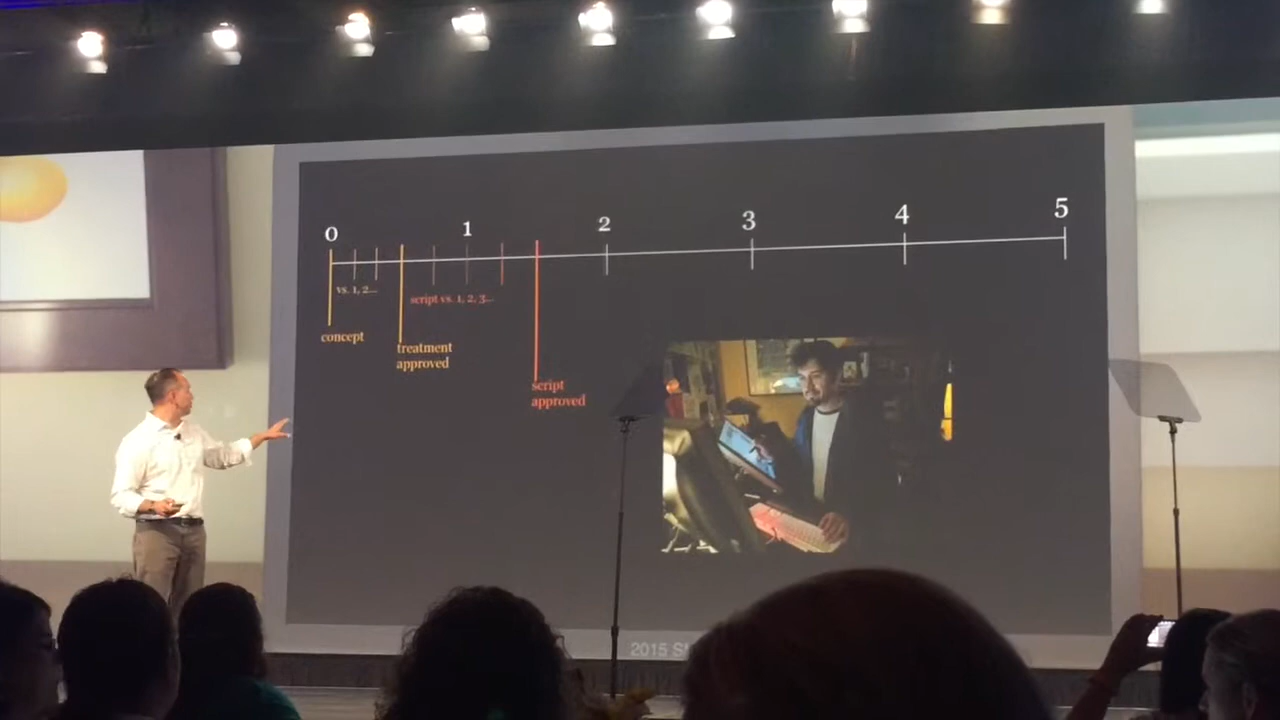 0 1 2 3 4 5
vs. 1, 2...
script vs. 1, 2, 3...
concept
treatment
approved
script
approved
2015